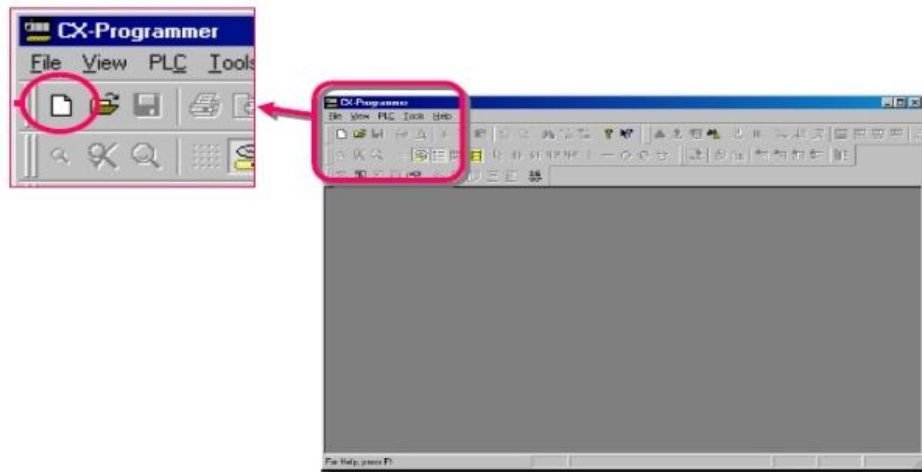 CX-Programmer
File View PLC Tools
CX-Programmer
File View PLC Tools Help
For Help, press F1